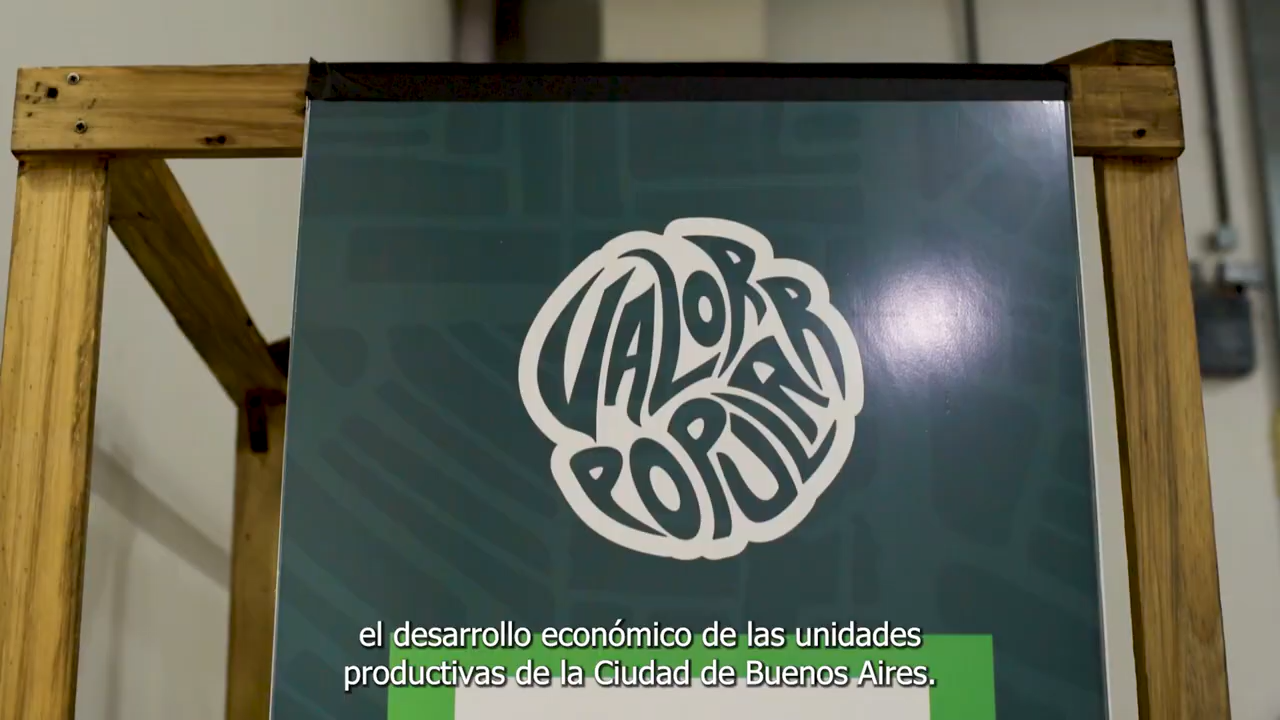 VALOR
POPULAR
el desarrollo económico de las unidades
productivas de la Ciudad de Buenos Aires.